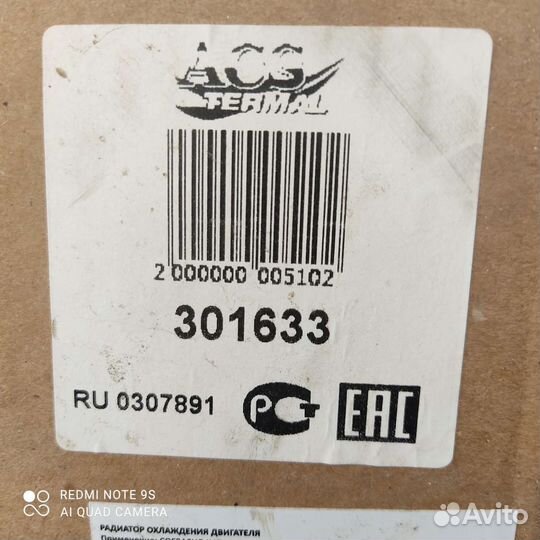 ACS
TERMAL
2 000000 005102
301633
RU 0307891
РСТ
EAC
РАДИАТОР ОХЛАЖДЕНИЯ ДВИГАТЕЛЯ
REDMI NOTE 9S
AI QUAD CAMERA
Avito